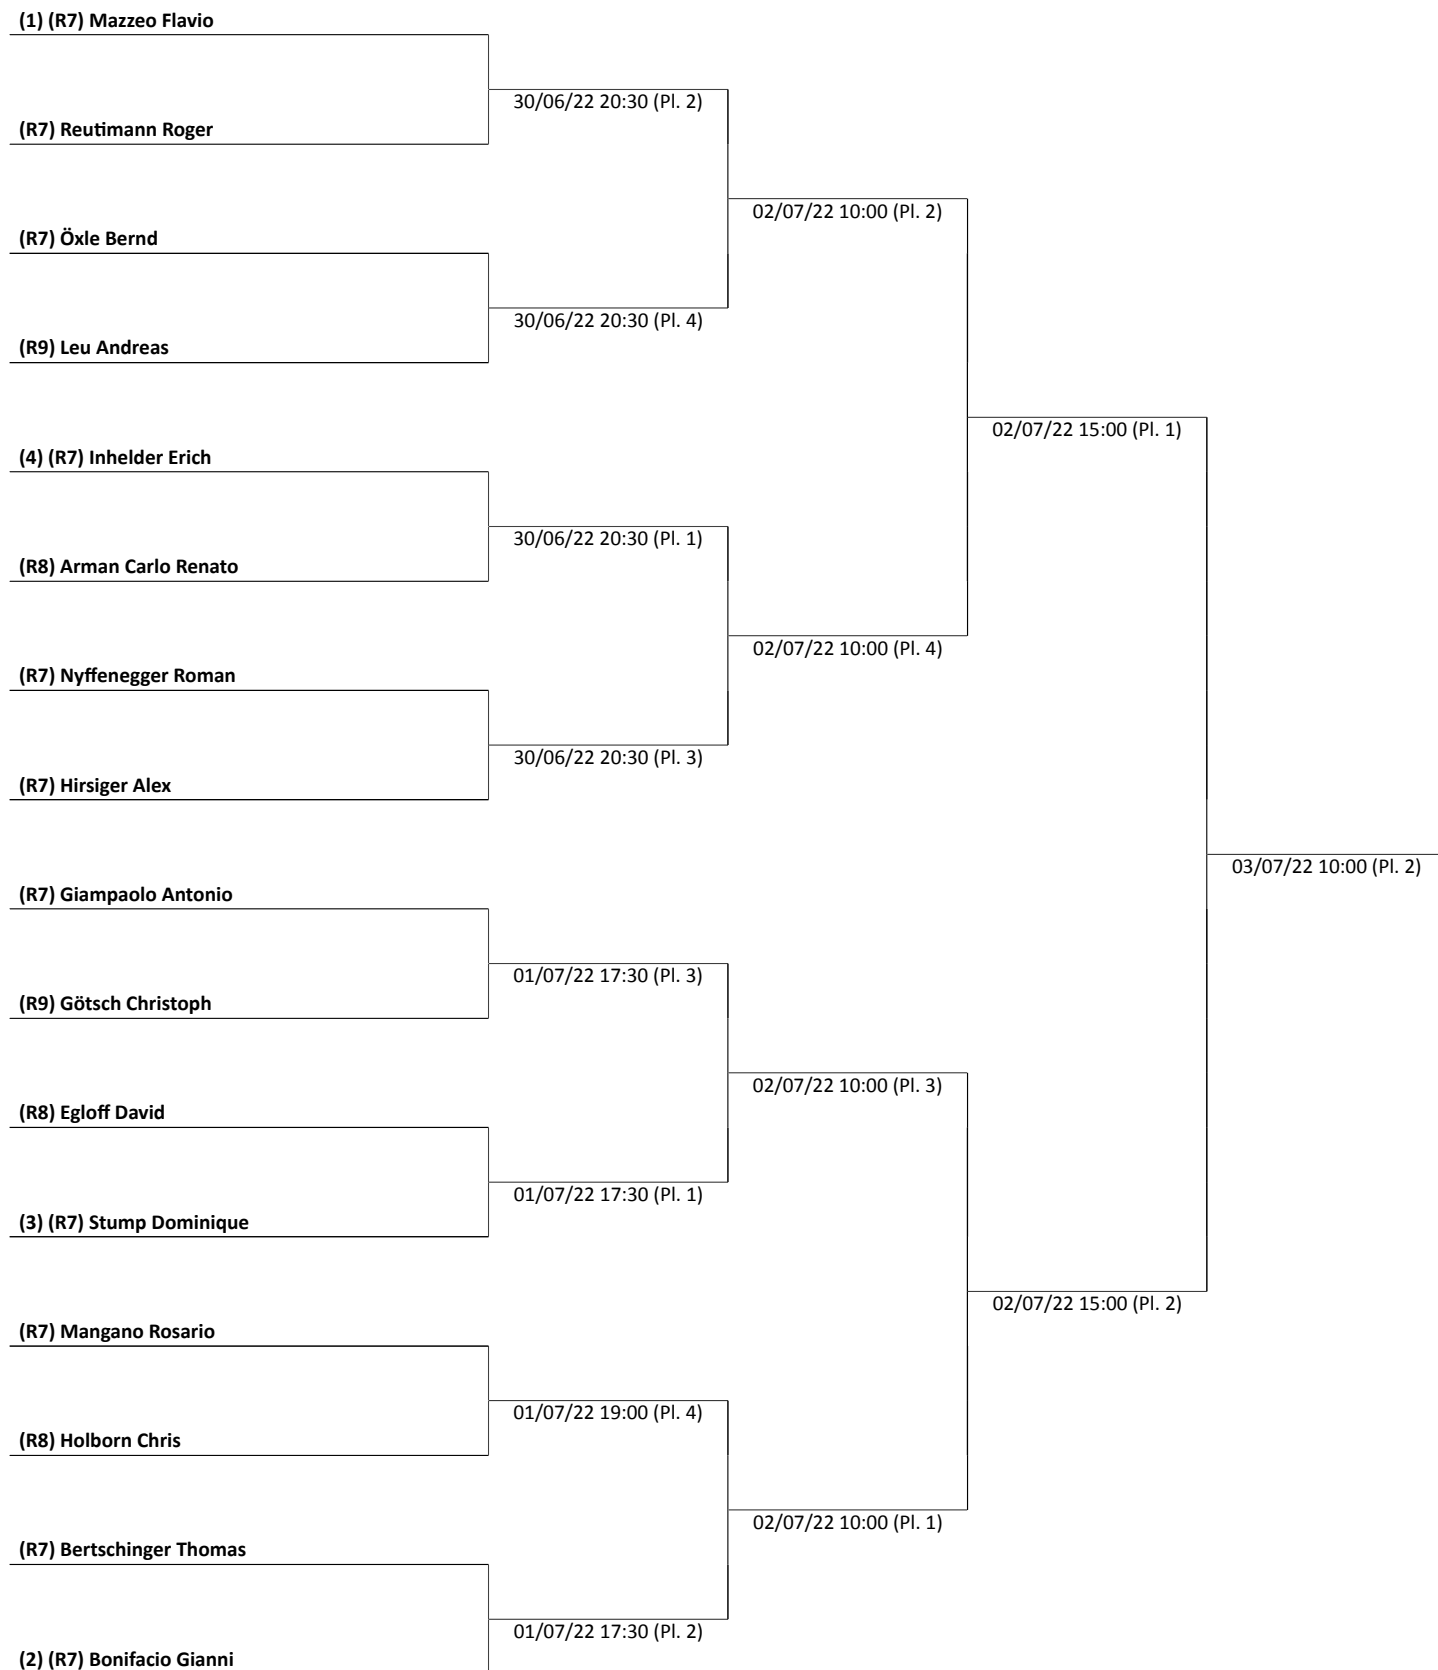 (1) (R7) Mazzeo Flavio
30/06/22 20:30 (Pl. 2)
(R7) Reutimann Roger
02/07/22 10:00 (Pl. 2)
(R7) Öxle Bernd
30/06/22 20:30 (Pl. 4)
(R9) Leu Andreas
02/07/22 15:00 (Pl. 1)
(4) (R7) Inhelder Erich
30/06/22 20:30 (Pl. 1)
(R8) Arman Carlo Renato
02/07/22 10:00 (Pl. 4)
(R7) Nyffenegger Roman
30/06/22 20:30 (Pl. 3)
(R7) Hirsiger Alex
03/07/22 10:00 (Pl. 2)
(R7) Giampaolo Antonio
01/07/22 17:30 (Pl. 3)
(R9) Götsch Christoph
02/07/22 10:00 (Pl. 3)
(R8) Egloff David
01/07/22 17:30 (Pl. 1)
(3) (R7) Stump Dominique
02/07/22 15:00 (Pl. 2)
(R7) Mangano Rosario
01/07/22 19:00 (Pl. 4)
(R8) Holborn Chris
02/07/22 10:00 (Pl. 1)
(R7) Bertschinger Thomas
01/07/22 17:30 (Pl. 2)
(2) (R7) Bonifacio Gianni